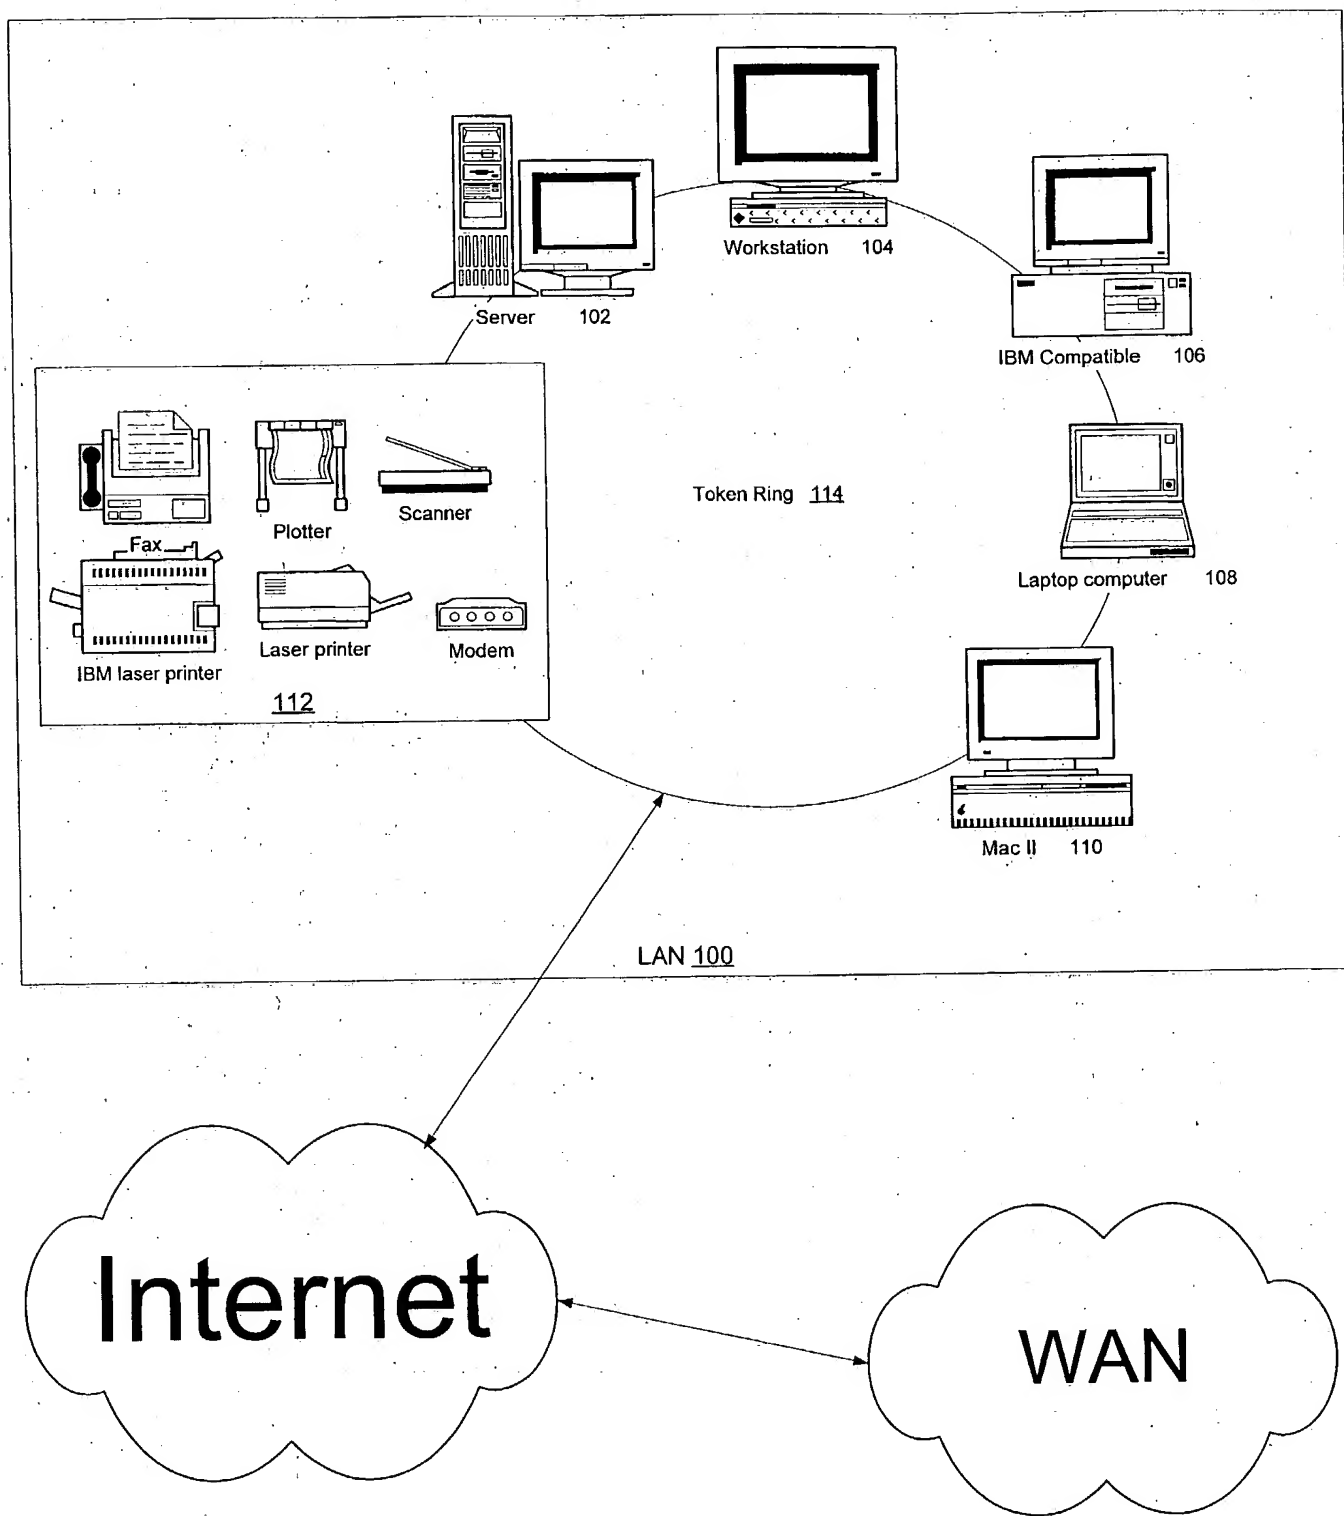 Workstation 104
Server 102
IBM Compatible 106
Token Ring 114
Plotter
Scanner
Fax
Laptop computer 108
IBM laser printer
Laser printer
Modem
112
Mac II 110
LAN 100
Internet
WAN